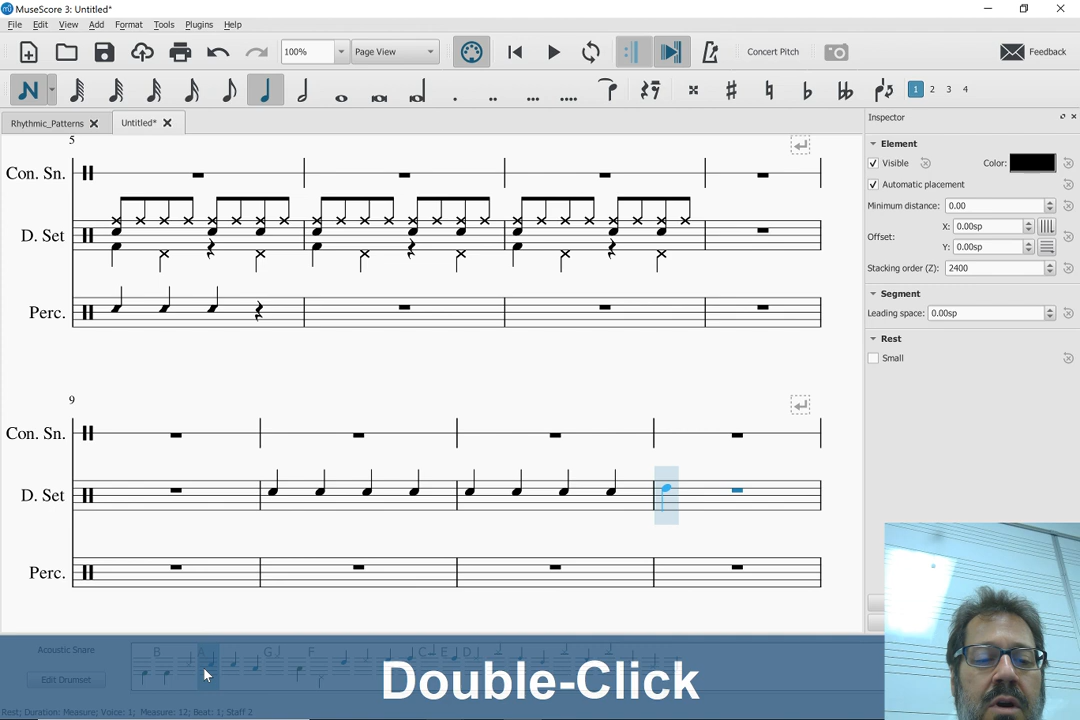 MuseScore 3: Untitled*
File Edit View Add Format Tools Plugins Help
100% Page View Concert Pitch Feedback
1 2 3 4
Rhythmic_Patterns Untitled*
Inspector
5
Con. Sn.
D. Set
Perc.
9
Con. Sn.
D. Set
Perc.
Element
Visible Color:
Automatic placement
Minimum distance: 0.00
Offset: X: 0.00sp
Y: 0.00sp
Stacking order (Z): 2400
Segment
Leading space: 0.00sp
Rest
Small
Acoustic Snare
Edit Drumset
B A G F C E D
Double-Click
Rest; Duration: Measure; Voice: 1; Measure: 12; Beat: 1; Staff 2